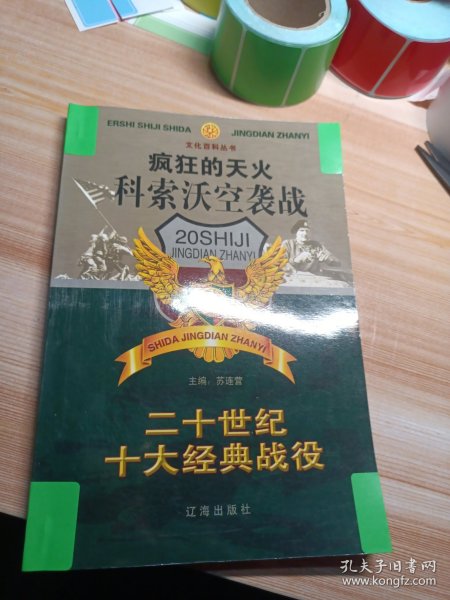 ERSHI SHIJI SHIDA JINGDIAN ZHANYI
文化百科丛书
疯狂的天火
科索沃空袭战
20SHIJI
JINGDIAN ZHANYI
SHIDA JINGDIAN ZHANYI
主编：苏连营
二十世纪
十大经典战役
辽海出版社
孔夫子旧书网
www.kongfz.com